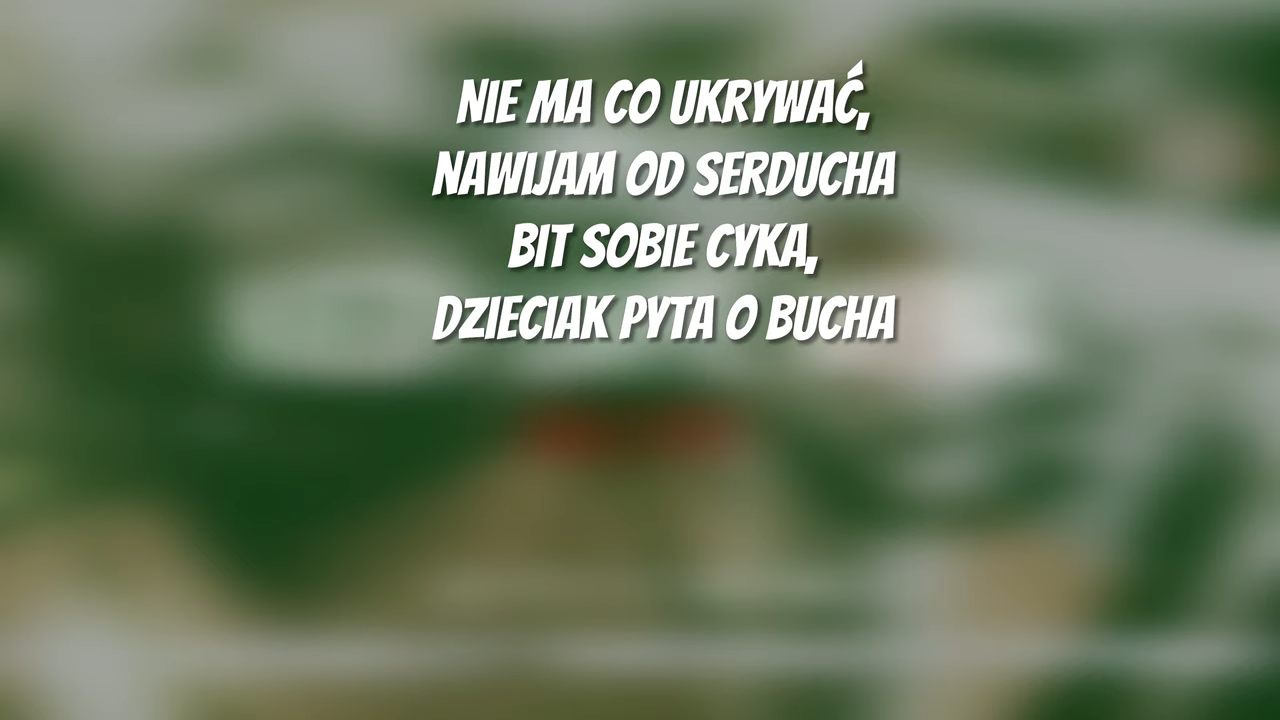 NIE MA CO UKRYWAĆ,
NAWIJAM OD SERDUCHA
BIT SOBIE CYKA,
DZIECIAK PYTA O BUCHA